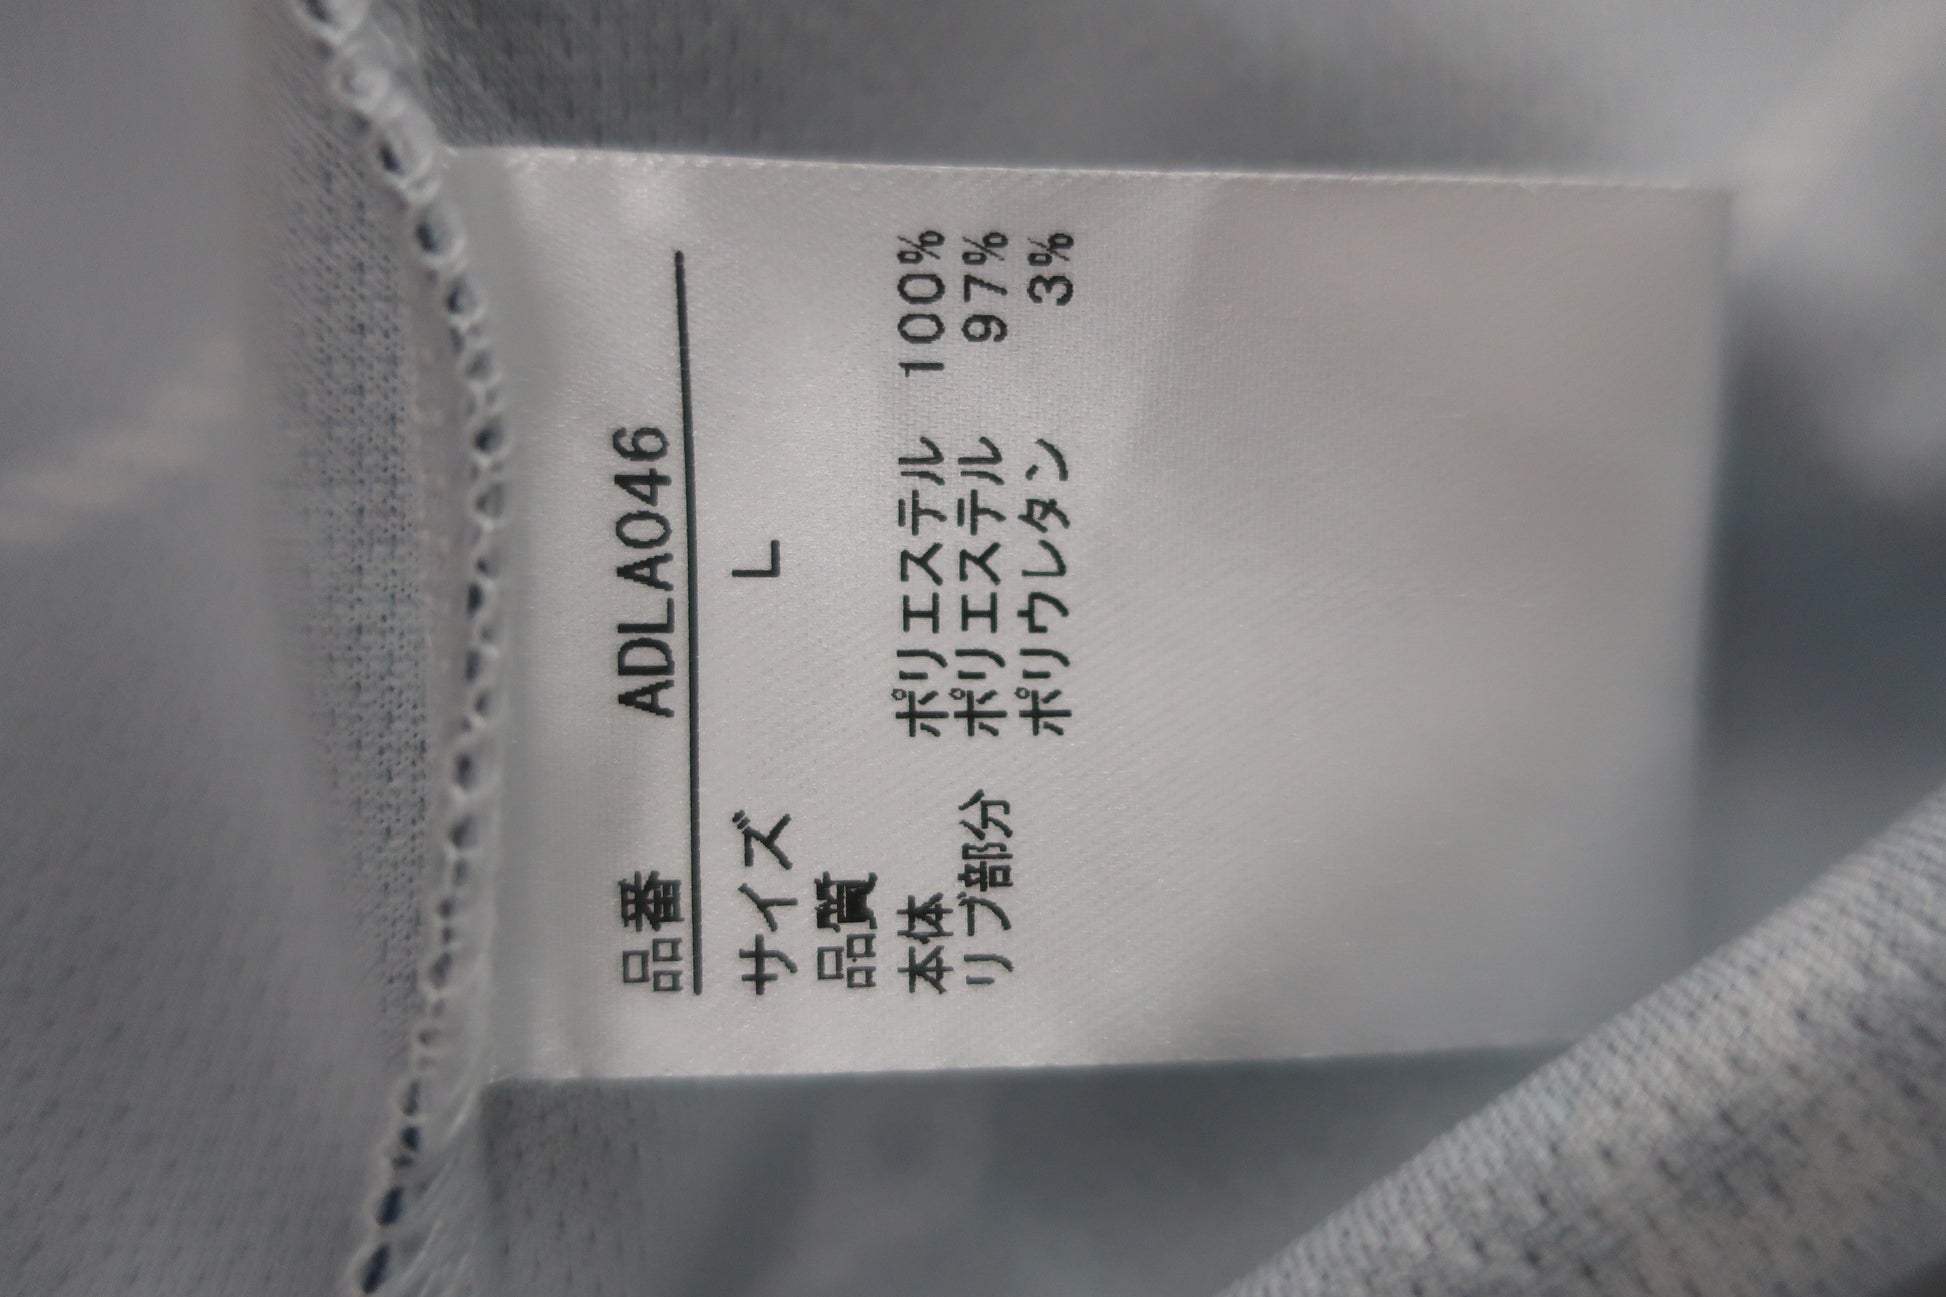 品番 ADLA046
サイズ L
品質
本体 ポリエステル 100%
リブ部分 ポリエステル 97%
ポリウレタン 3%